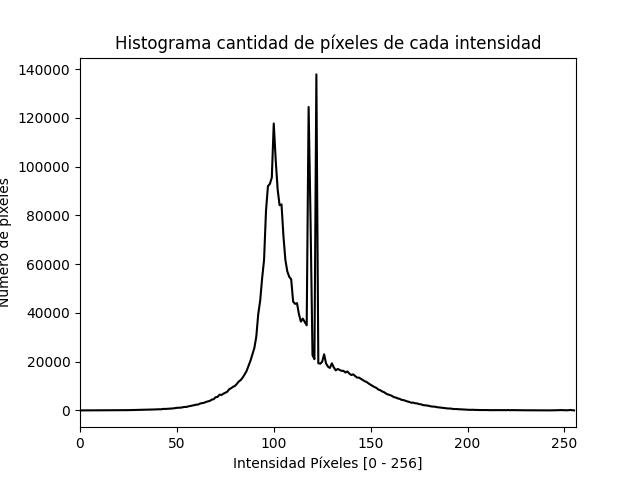 Histograma cantidad de píxeles de cada intensidad
140000
120000
100000
80000
60000
40000
20000
0
Número de píxeles
0 50 100 150 200 250
Intensidad Píxeles [0 - 256]